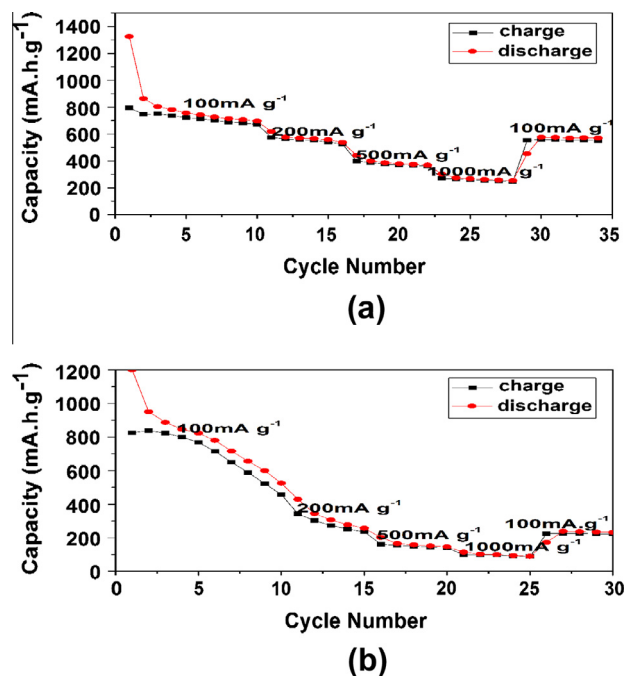 1400
1200
1000
800
600
400
200
0
Capacity (mA.h.g⁻¹)
charge
discharge
100mA g⁻¹
200mA g⁻¹
500mA g⁻¹
1000mA g⁻¹
100mA g⁻¹
0 5 10 15 20 25 30 35
Cycle Number
(a)
1200
1000
800
600
400
200
0
Capacity (mA.h.g⁻¹)
charge
discharge
100mA g⁻¹
200mA g⁻¹
500mA g⁻¹
1000mA g⁻¹
100mA.g⁻¹
0 5 10 15 20 25 30
Cycle Number
(b)